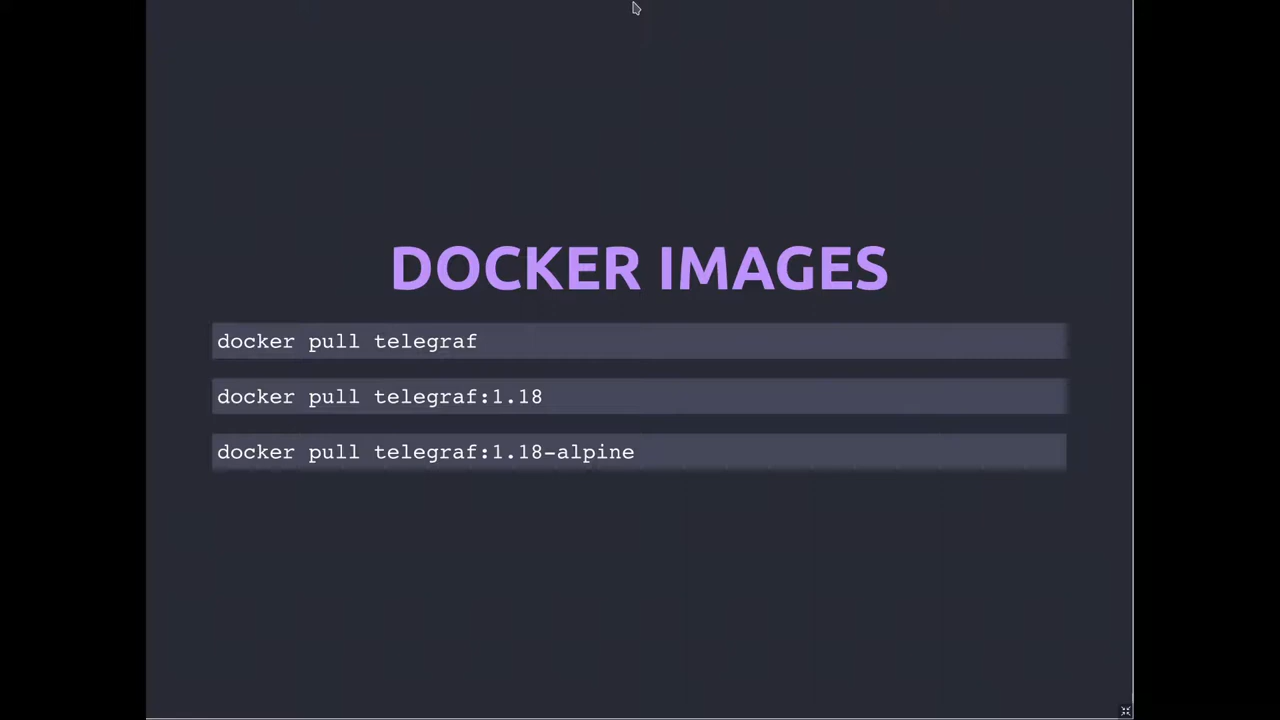 DOCKER IMAGES
docker pull telegraf
docker pull telegraf:1.18
docker pull telegraf:1.18-alpine